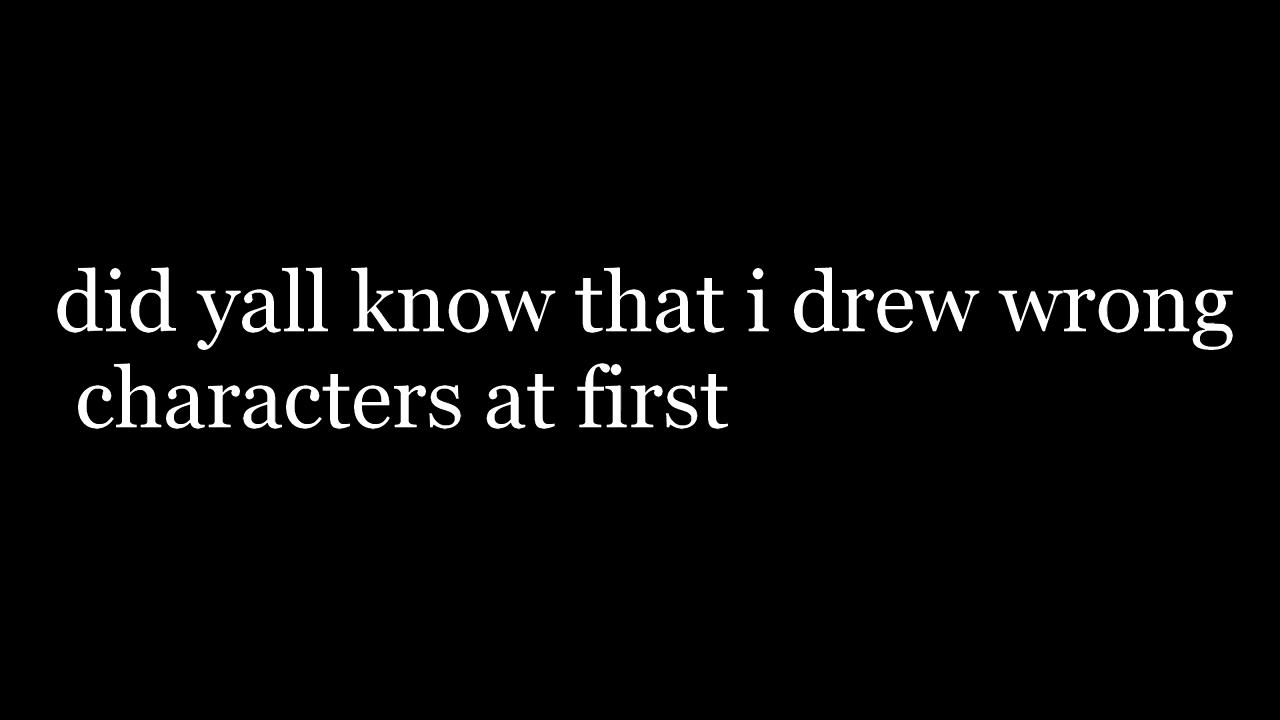 did yall know that i drew wrong
characters at first